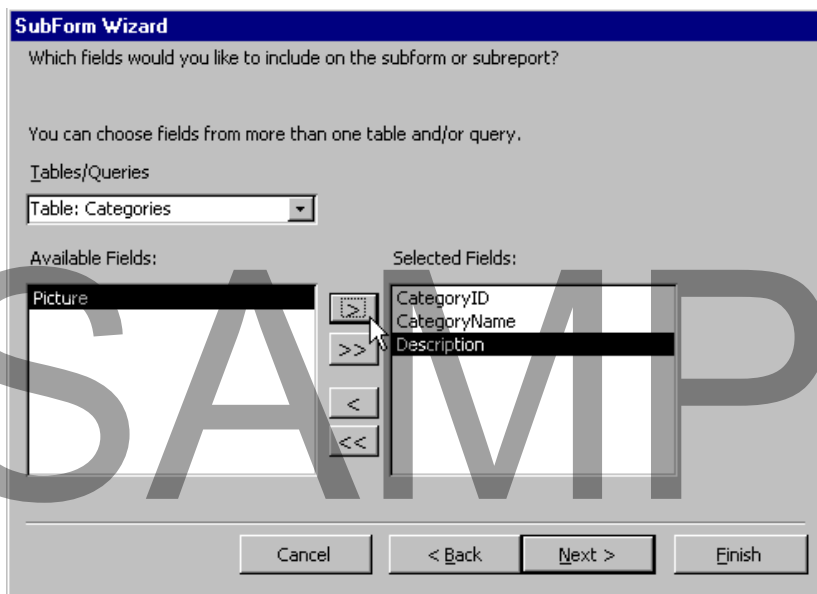 SubForm Wizard
Which fields would you like to include on the subform or subreport?
You can choose fields from more than one table and/or query.
Tables/Queries
Table: Categories
Available Fields:
Selected Fields:
Picture
>
CategoryID
CategoryName
>>
Description
<
<<
SAMP
Cancel
< Back
Next >
Finish